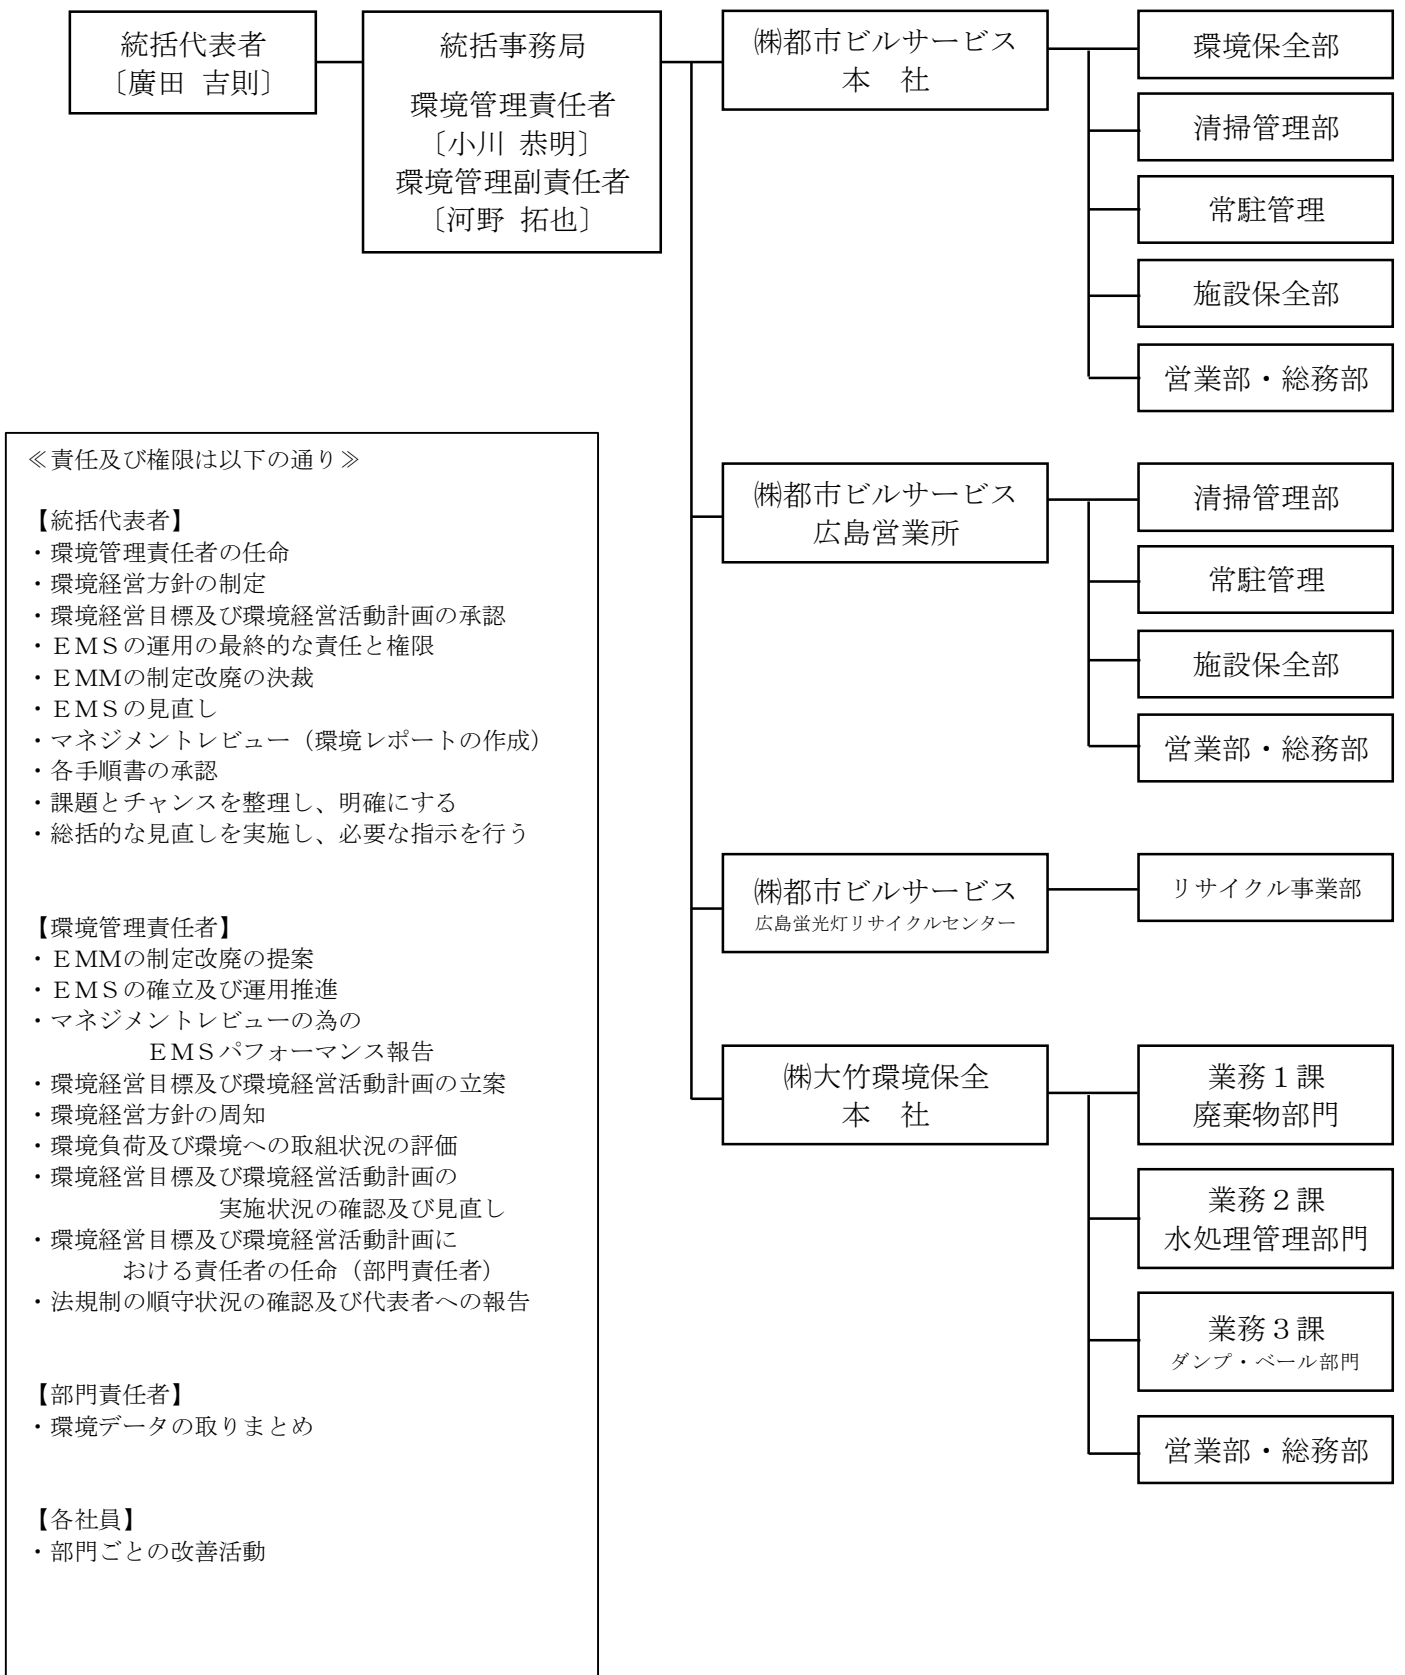 統括代表者
〔廣田 吉則〕
統括事務局
環境管理責任者
〔小川 恭明〕
環境管理副責任者
〔河野 拓也〕
㈱都市ビルサービス
本 社
環境保全部
清掃管理部
常駐管理
施設保全部
営業部・総務部
㈱都市ビルサービス
広島営業所
清掃管理部
常駐管理
施設保全部
営業部・総務部
㈱都市ビルサービス
広島蛍光灯リサイクルセンター
リサイクル事業部
㈱大竹環境保全
本 社
業務１課
廃棄物部門
業務２課
水処理管理部門
業務３課
ダンプ・ベール部門
営業部・総務部
≪責任及び権限は以下の通り≫
【統括代表者】
・環境管理責任者の任命
・環境経営方針の制定
・環境経営目標及び環境経営活動計画の承認
・ＥＭＳの運用の最終的な責任と権限
・ＥＭＭの制定改廃の決裁
・ＥＭＳの見直し
・マネジメントレビュー（環境レポートの作成）
・各手順書の承認
・課題とチャンスを整理し、明確にする
・総括的な見直しを実施し、必要な指示を行う
【環境管理責任者】
・ＥＭＭの制定改廃の提案
・ＥＭＳの確立及び運用推進
・マネジメントレビューの為の
ＥＭＳパフォーマンス報告
・環境経営目標及び環境経営活動計画の立案
・環境経営方針の周知
・環境負荷及び環境への取組状況の評価
・環境経営目標及び環境経営活動計画の
実施状況の確認及び見直し
・環境経営目標及び環境経営活動計画に
おける責任者の任命（部門責任者）
・法規制の順守状況の確認及び代表者への報告
【部門責任者】
・環境データの取りまとめ
【各社員】
・部門ごとの改善活動